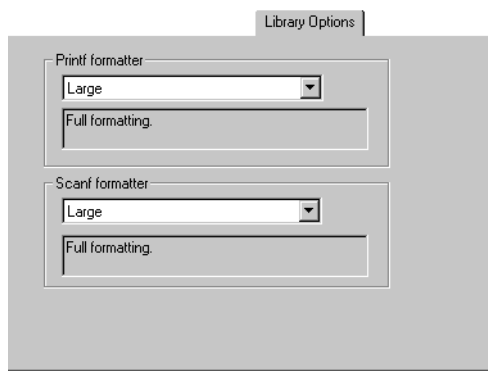 Library Options
Printf formatter
Large
Full formatting.
Scanf formatter
Large
Full formatting.